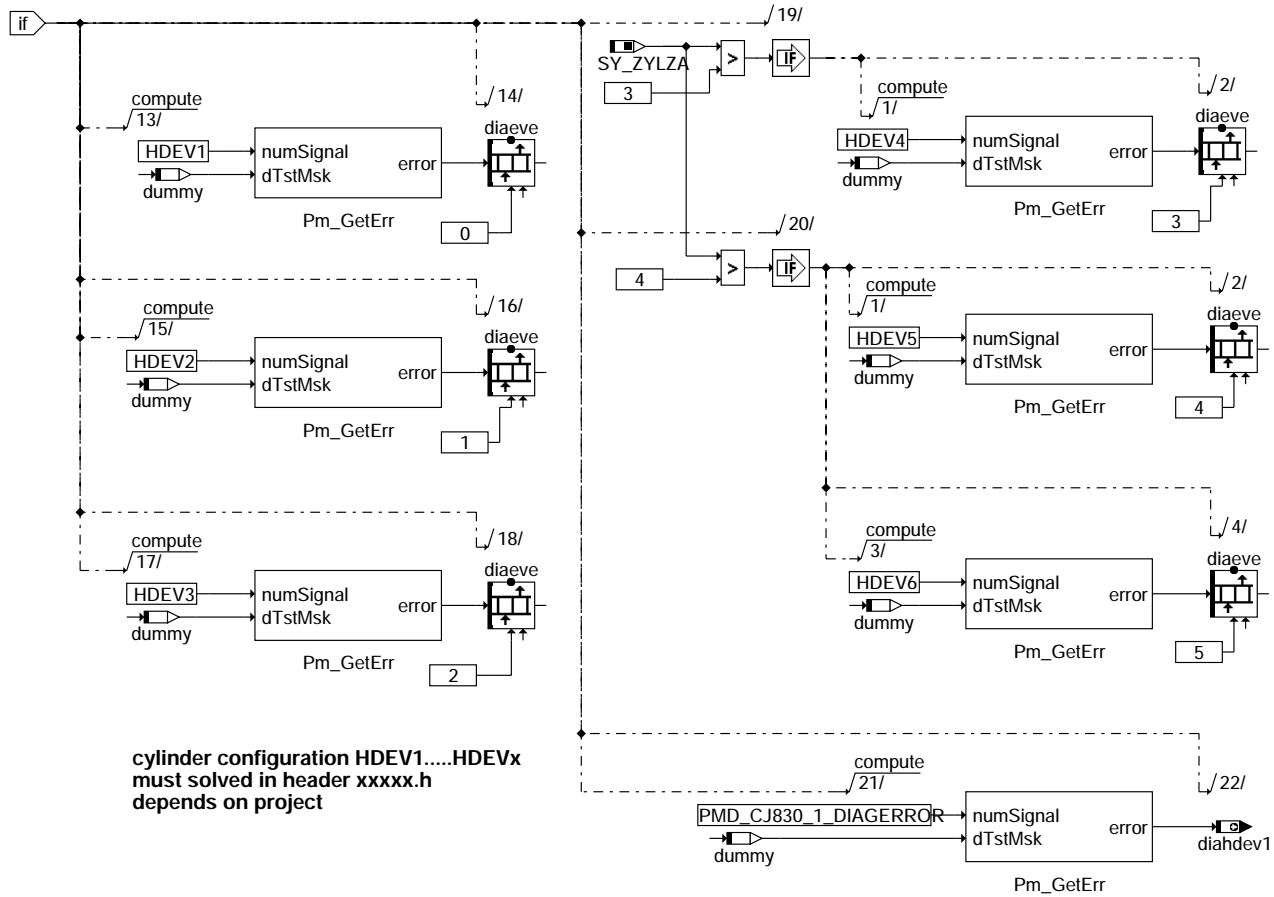 if
compute
13/
14/
HDEV1
numSignal
dTstMsk
error
diaeve
dummy
Pm_GetErr
0
compute
15/
16/
HDEV2
numSignal
dTstMsk
error
diaeve
dummy
Pm_GetErr
1
compute
17/
18/
HDEV3
numSignal
dTstMsk
error
diaeve
dummy
Pm_GetErr
2
cylinder configuration HDEV1.....HDEVx
must solved in header xxxxx.h
depends on project
19/
SY_ZYLZA
>
IF
3
compute
1/
2/
HDEV4
numSignal
dTstMsk
error
diaeve
dummy
Pm_GetErr
3
20/
>
IF
4
compute
1/
2/
HDEV5
numSignal
dTstMsk
error
diaeve
dummy
Pm_GetErr
4
compute
3/
4/
HDEV6
numSignal
dTstMsk
error
diaeve
dummy
Pm_GetErr
5
compute
21/
22/
PMD_CJ830_1_DIAGERROR
numSignal
dTstMsk
error
dummy
diahdev1
Pm_GetErr